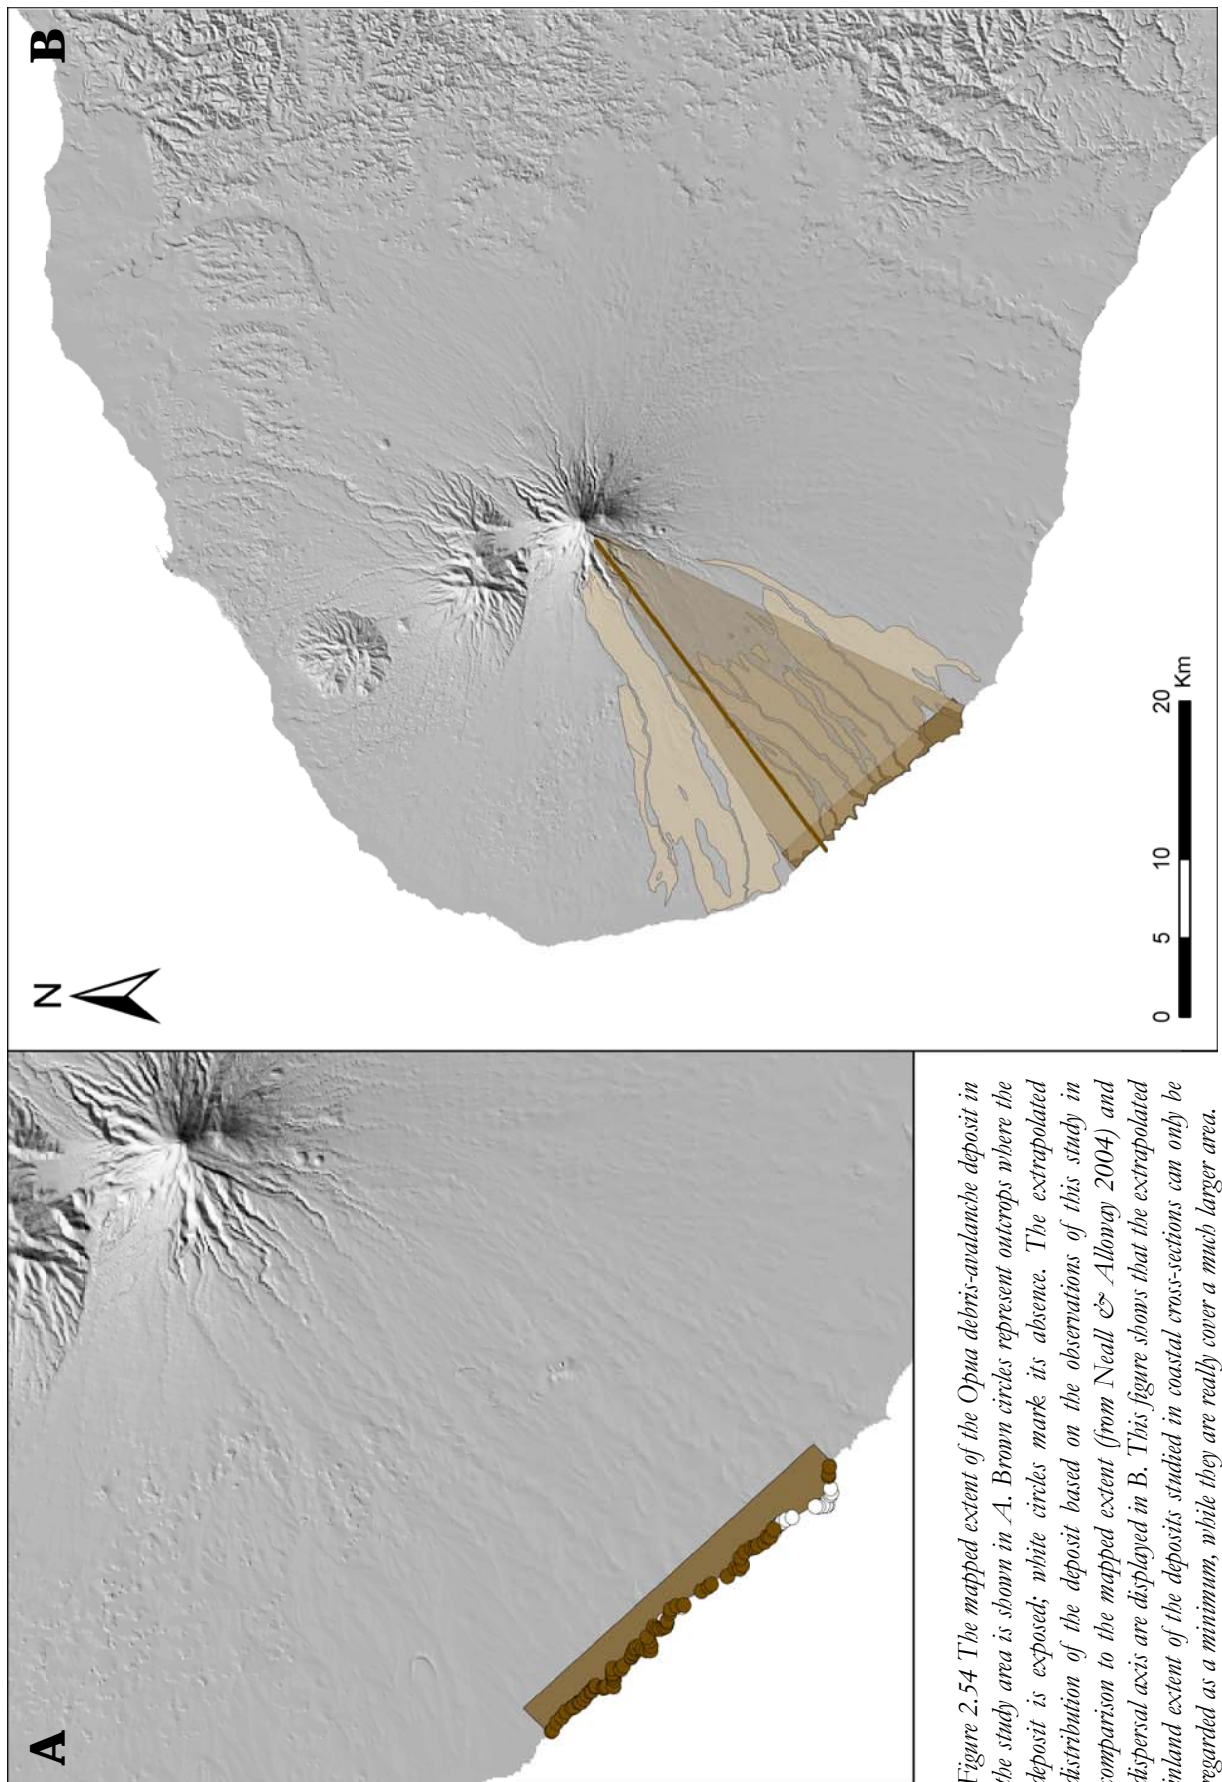 A
B
N
0 5 10 20
Km
Figure 2.54 The mapped extent of the Opua debris-avalanche deposit in
the study area is shown in A. Brown circles represent outcrops where the
deposit is exposed; white circles mark its absence. The extrapolated
distribution of the deposit based on the observations of this study in
comparison to the mapped extent (from Neall & Alloway 2004) and
dispersal axis are displayed in B. This figure shows that the extrapolated
inland extent of the deposits studied in coastal cross-sections can only be
regarded as a minimum, while they are really cover a much larger area.